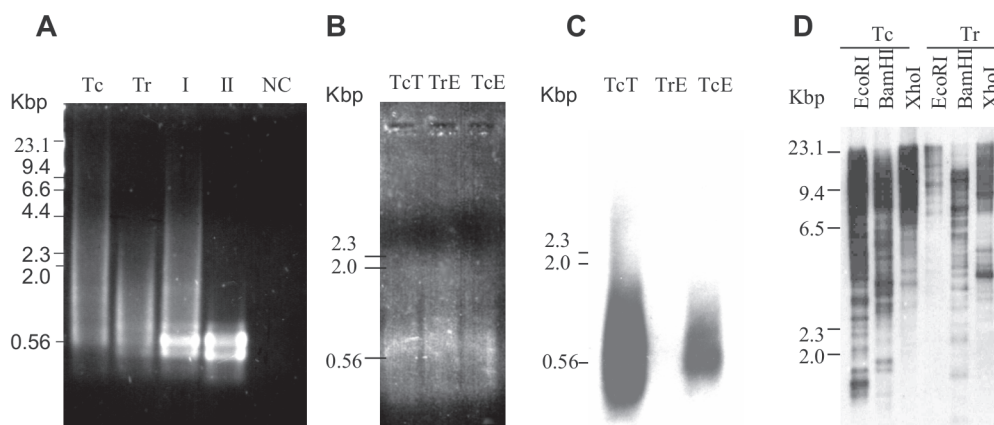 A
Tc Tr I II NC
Kbp
23.1
9.4
6.6
4.4
2.3
2.0
0.56
B
TcT TrE TcE
Kbp
2.3
2.0
0.56
C
TcT TrE TcE
Kbp
2.3
2.0
0.56
D
Tc Tr
Kbp
EcoRI BamHI XhoI EcoRI BamHI XhoI
23.1
9.4
6.5
2.3
2.0